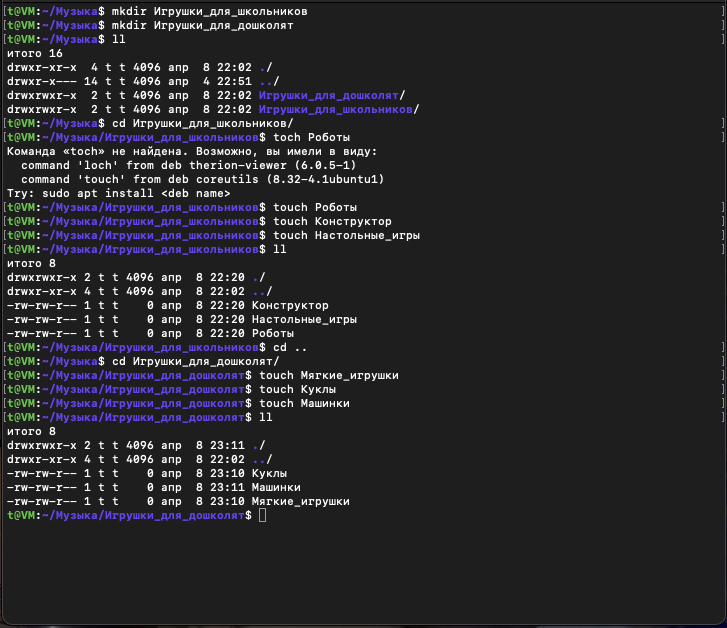 [t@VM:~/Музыка$ mkdir Игрушки_для_школьников ]
[t@VM:~/Музыка$ mkdir Игрушки_для_дошколят ]
[t@VM:~/Музыка$ ll ]
итого 16
drwxr-xr-x  4 t t 4096 апр  8 22:02 ./
drwxr-x--- 14 t t 4096 апр  4 22:51 ../
drwxrwxr-x  2 t t 4096 апр  8 22:02 Игрушки_для_дошколят/
drwxrwxr-x  2 t t 4096 апр  8 22:02 Игрушки_для_школьников/
[t@VM:~/Музыка$ cd Игрушки_для_школьников/ ]
[t@VM:~/Музыка/Игрушки_для_школьников$ toch Роботы ]
Команда «toch» не найдена. Возможно, вы имели в виду:
  command 'loch' from deb therion-viewer (6.0.5-1)
  command 'touch' from deb coreutils (8.32-4.1ubuntu1)
Try: sudo apt install <deb name>
[t@VM:~/Музыка/Игрушки_для_школьников$ touch Роботы ]
[t@VM:~/Музыка/Игрушки_для_школьников$ touch Конструктор ]
[t@VM:~/Музыка/Игрушки_для_школьников$ touch Настольные_игры ]
[t@VM:~/Музыка/Игрушки_для_школьников$ ll ]
итого 8
drwxrwxr-x 2 t t 4096 апр  8 22:20 ./
drwxr-xr-x 4 t t 4096 апр  8 22:02 ../
-rw-rw-r-- 1 t t    0 апр  8 22:20 Конструктор
-rw-rw-r-- 1 t t    0 апр  8 22:20 Настольные_игры
-rw-rw-r-- 1 t t    0 апр  8 22:20 Роботы
[t@VM:~/Музыка/Игрушки_для_школьников$ cd .. ]
[t@VM:~/Музыка$ cd Игрушки_для_дошколят/ ]
[t@VM:~/Музыка/Игрушки_для_дошколят$ touch Мягкие_игрушки ]
[t@VM:~/Музыка/Игрушки_для_дошколят$ touch Куклы ]
[t@VM:~/Музыка/Игрушки_для_дошколят$ touch Машинки ]
[t@VM:~/Музыка/Игрушки_для_дошколят$ ll ]
итого 8
drwxrwxr-x 2 t t 4096 апр  8 23:11 ./
drwxr-xr-x 4 t t 4096 апр  8 22:02 ../
-rw-rw-r-- 1 t t    0 апр  8 23:10 Куклы
-rw-rw-r-- 1 t t    0 апр  8 23:11 Машинки
-rw-rw-r-- 1 t t    0 апр  8 23:10 Мягкие_игрушки
t@VM:~/Музыка/Игрушки_для_дошколят$